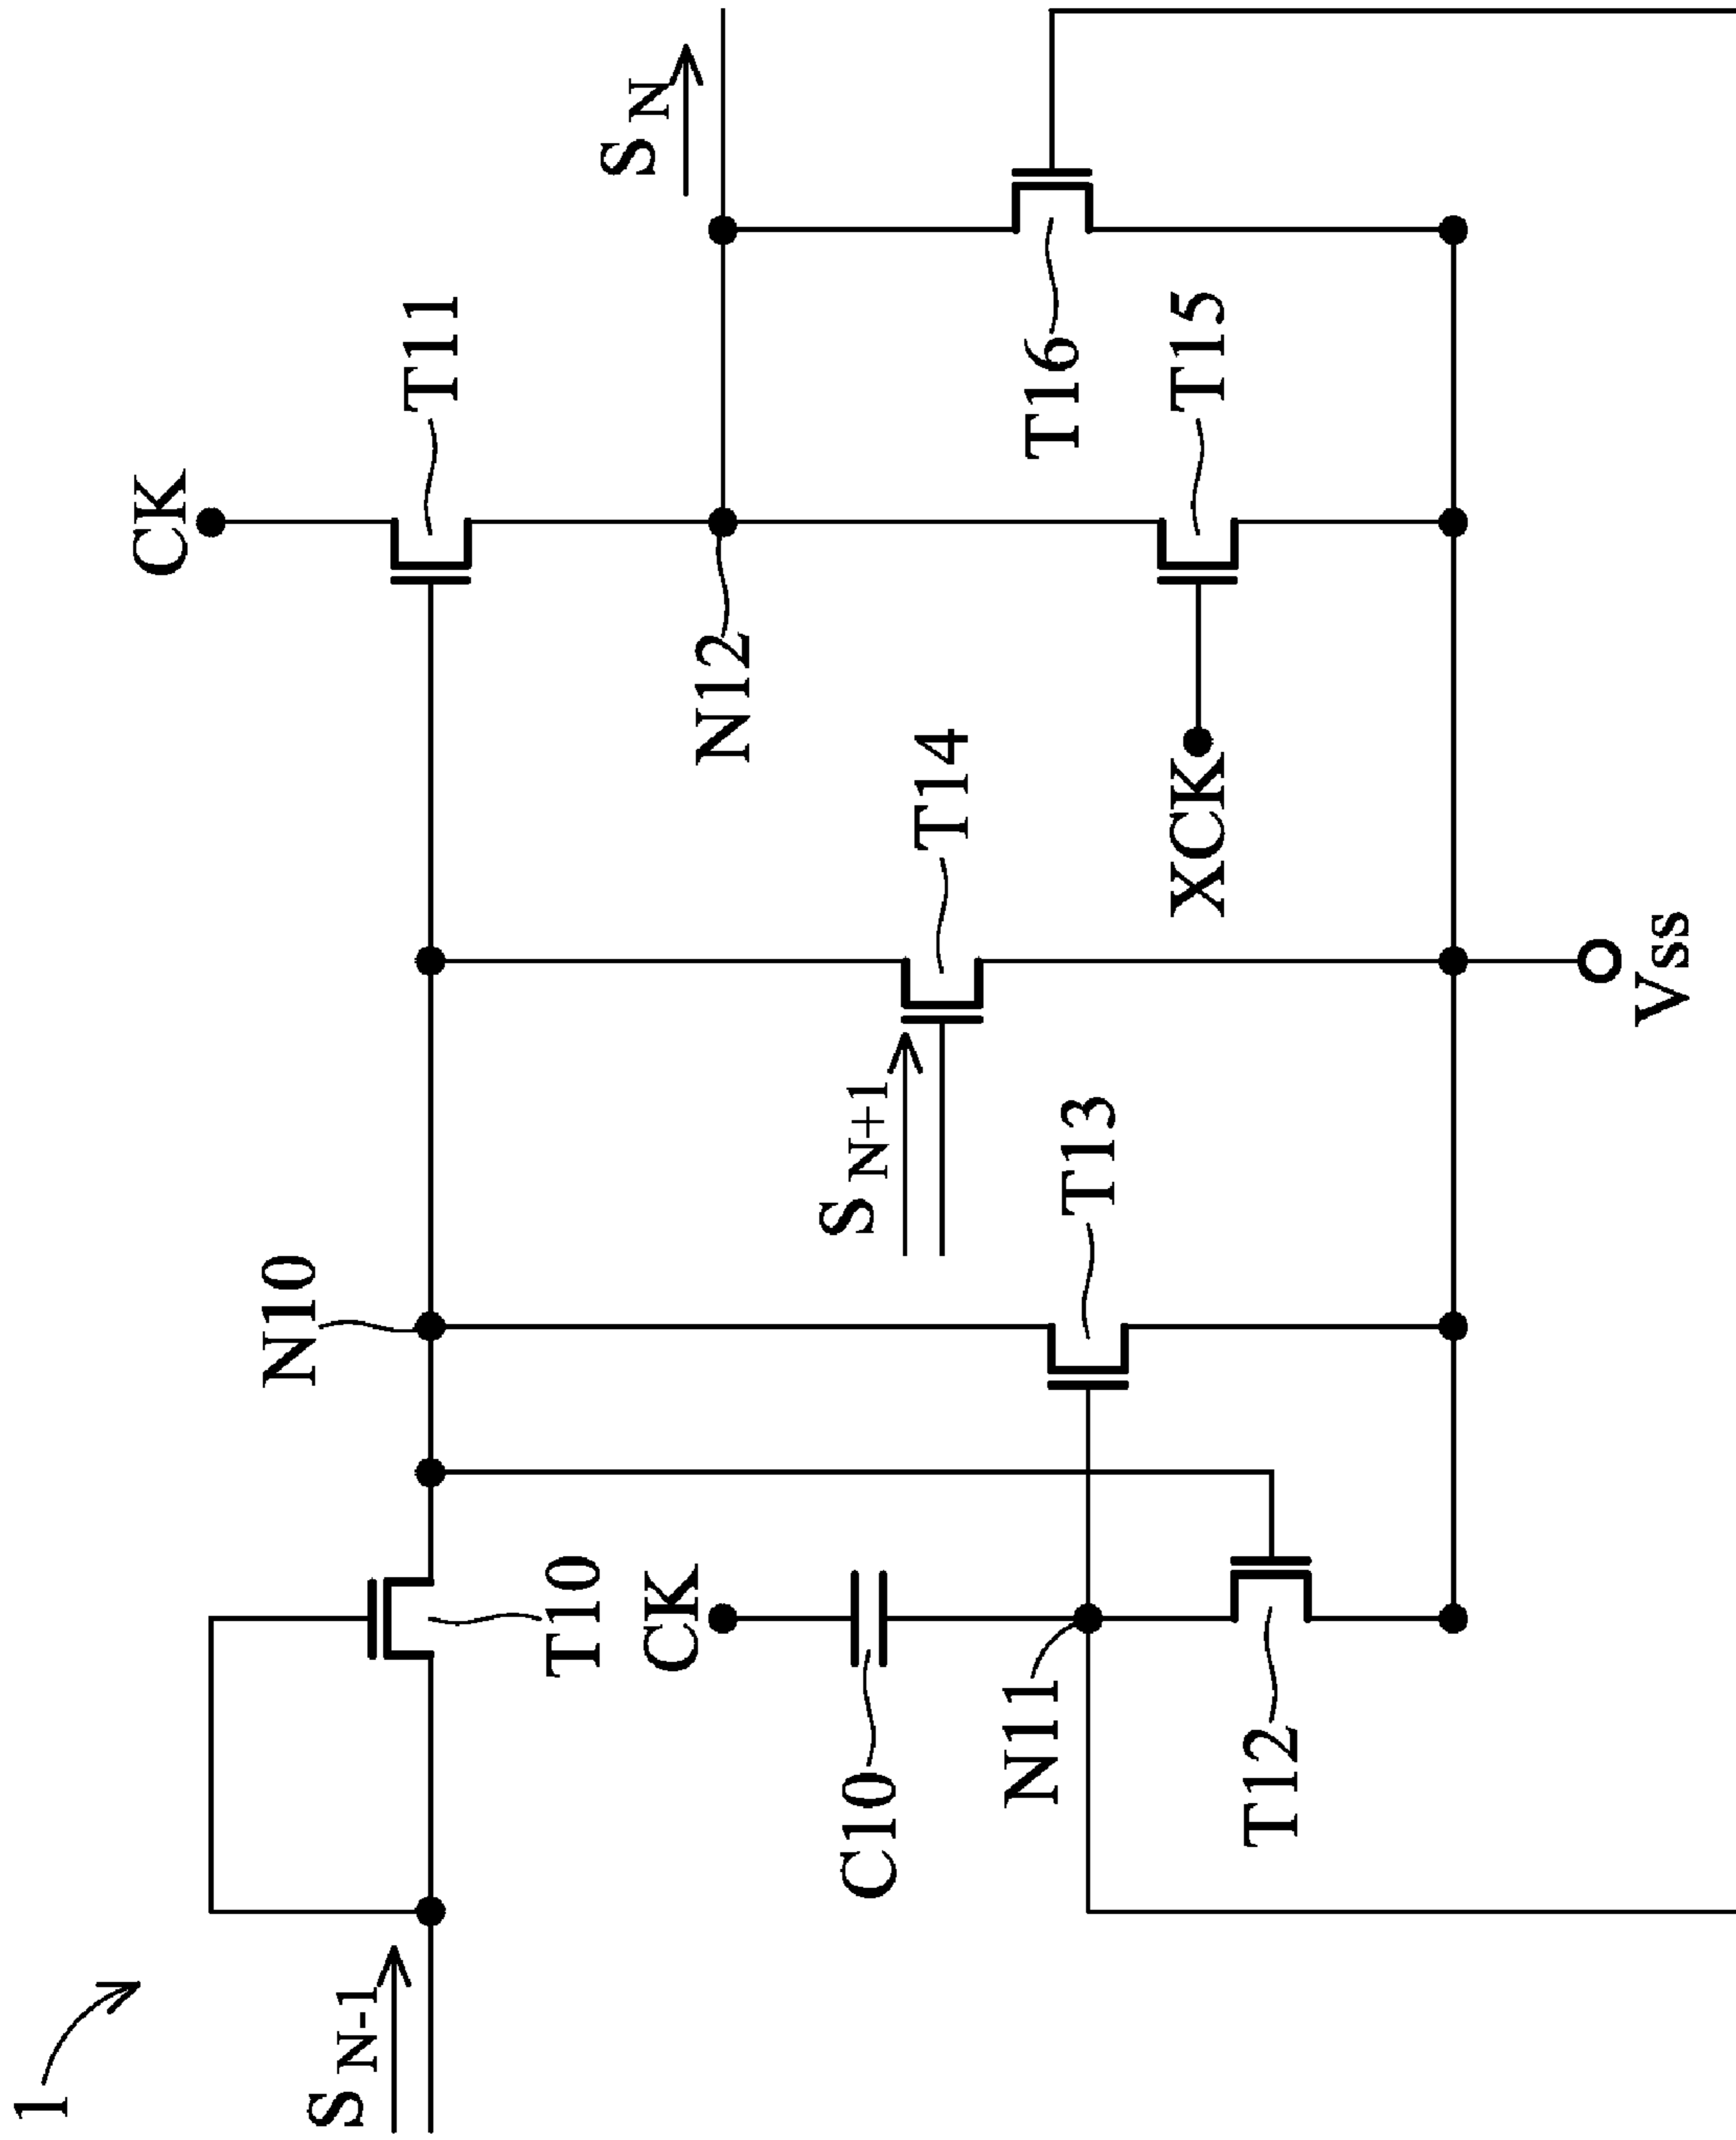 1
S N-1
T10
N10
CK
T11
S N
CK
C10
N11
T12
T13
S N+1
T14
N12
XCK
T15
T16
Vss